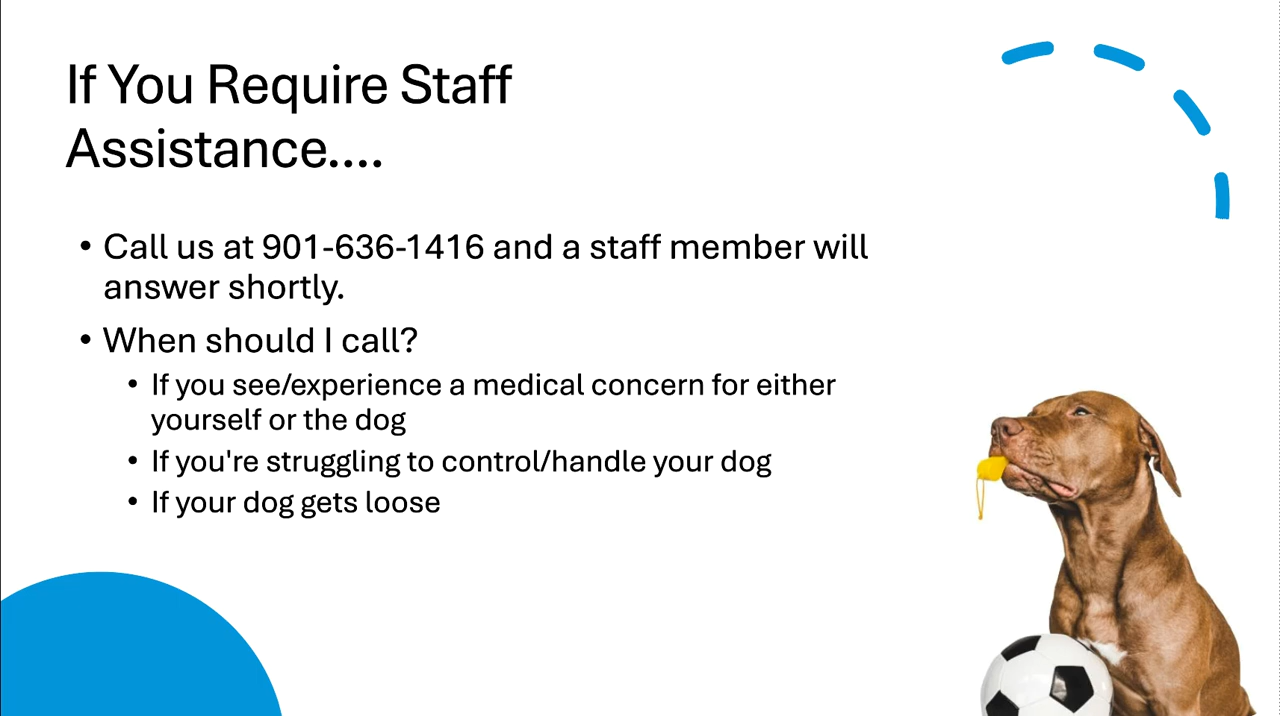 If You Require Staff
Assistance....
• Call us at 901-636-1416 and a staff member will
answer shortly.
• When should I call?
• If you see/experience a medical concern for either
yourself or the dog
• If you're struggling to control/handle your dog
• If your dog gets loose